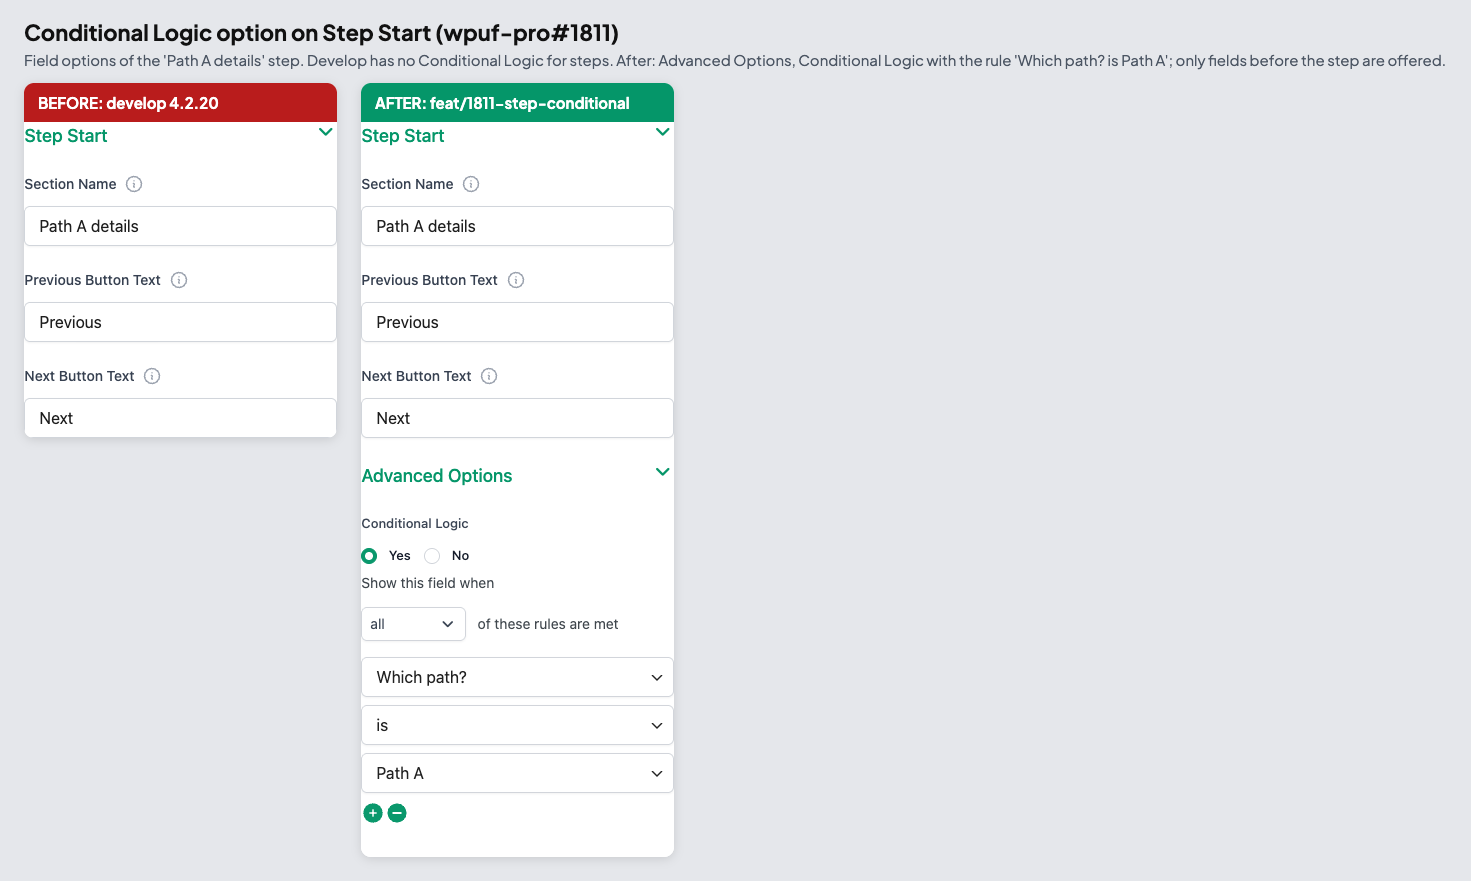 Conditional Logic option on Step Start (wpuf-pro#1811)
Field options of the 'Path A details' step. Develop has no Conditional Logic for steps. After: Advanced Options, Conditional Logic with the rule 'Which path? is Path A'; only fields before the step are offered.
BEFORE: develop 4.2.20
Step Start
Section Name
Path A details
Previous Button Text
Previous
Next Button Text
Next
AFTER: feat/1811-step-conditional
Step Start
Section Name
Path A details
Previous Button Text
Previous
Next Button Text
Next
Advanced Options
Conditional Logic
Yes No
Show this field when
all of these rules are met
Which path?
is
Path A